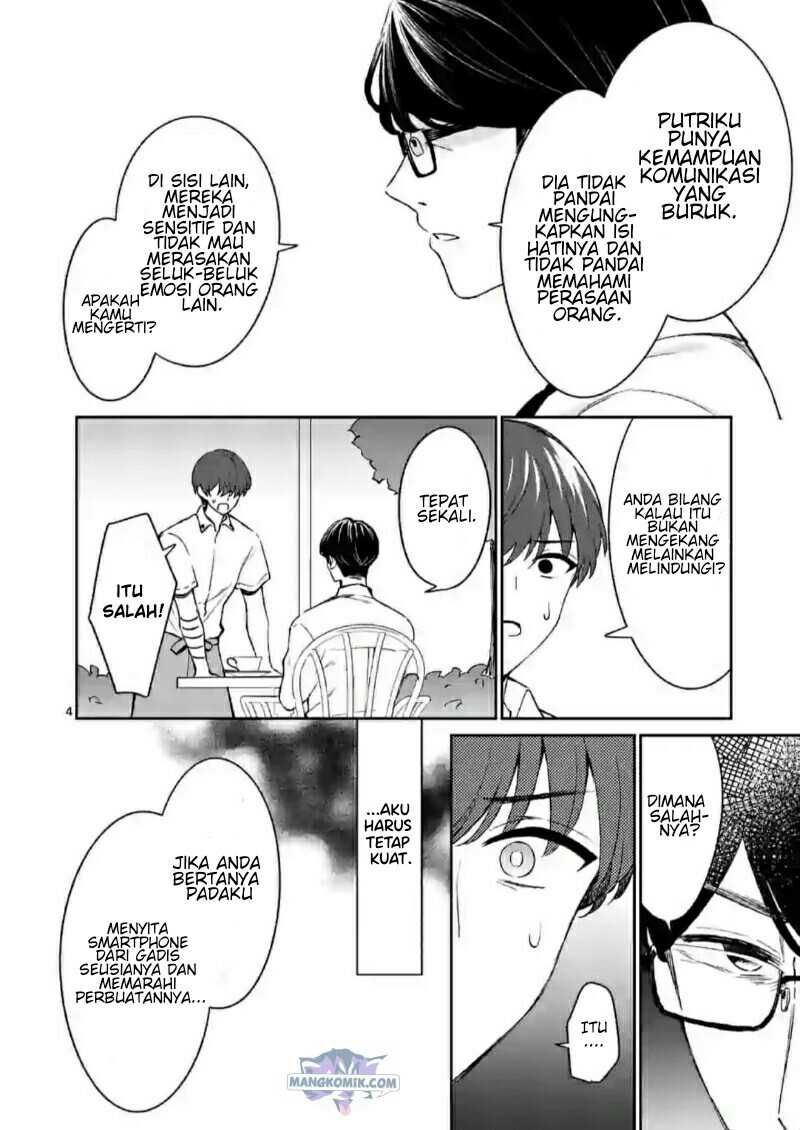 PUTRIKU
PUNYA
KEMAMPUAN
KOMUNIKASI
YANG
BURUK.
DIA TIDAK
PANDAI
MENGUNG-
KAPKAN ISI
HATINYA DAN
TIDAK PANDAI
MEMAHAMI
PERASAAN
ORANG.
DI SISI LAIN,
MEREKA
MENJADI
SENSITIF DAN
TIDAK MAU
MERASAKAN
SELUK-BELUK
EMOSI ORANG
LAIN.
APAKAH
KAMU
MENGERTI?
ANDA BILANG
KALAU ITU
BUKAN
MENGEKANG
MELAINKAN
MELINDUNGI?
TEPAT
SEKALI.
ITU
SALAH!
4
DIMANA
SALAH-
NYA?
ITU
....
...AKU
HARUS
TETAP
KUAT.
JIKA ANDA
BERTANYA
PADAKU
MENYITA
SMARTPHONE
DARI GADIS
SEUSIANYA DAN
MEMARAHI
PERBUATANNYA...
MANGKOMIK.COM